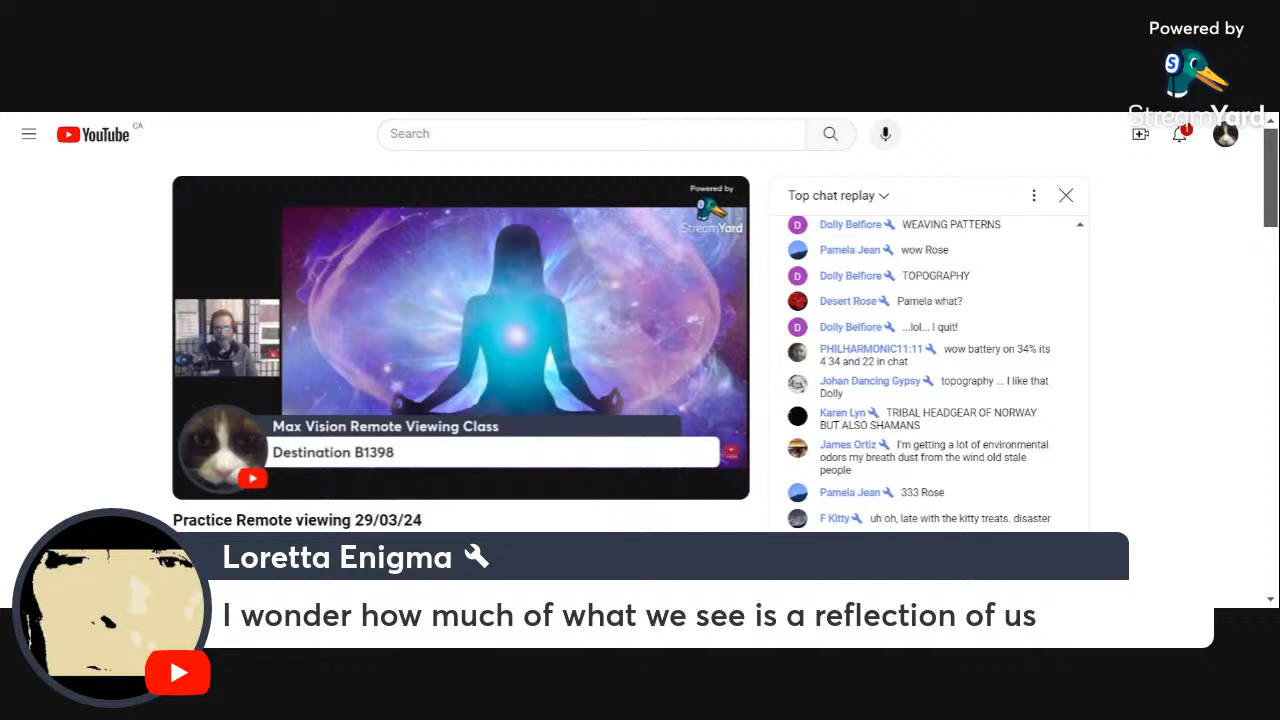 Powered by
StreamYard
YouTube CA
Search
1
Powered by
StreamYard
Max Vision Remote Viewing Class
Destination B1398
Practice Remote viewing 29/03/24
Top chat replay
D Dolly Belfiore WEAVING PATTERNS
Pamela Jean wow Rose
D Dolly Belfiore TOPOGRAPHY
Desert Rose Pamela what?
D Dolly Belfiore ...lol... I quit!
PHILHARMONIC11:11 wow battery on 34% its
4 34 and 22 in chat
Johan Dancing Gypsy topography ... I like that
Dolly
Karen Lyn TRIBAL HEADGEAR OF NORWAY
BUT ALSO SHAMANS
James Ortiz I'm getting a lot of environmental
odors my breath dust from the wind old stale
people
Pamela Jean 333 Rose
F Kitty uh oh, late with the kitty treats. disaster
Loretta Enigma
I wonder how much of what we see is a reflection of us